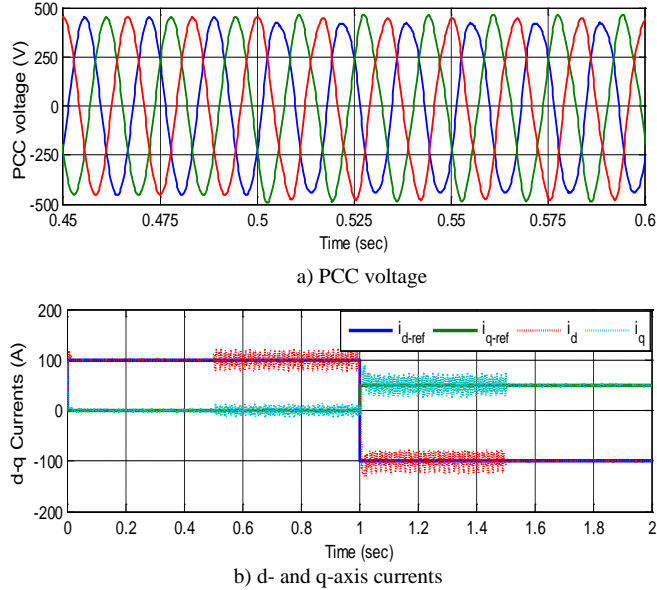 500
250
0
-250
-500
PCC voltage (V)
0.45 0.475 0.5 0.525 0.55 0.575 0.6
Time (sec)
a) PCC voltage
200
100
0
-100
-200
d-q Currents (A)
i_d-ref i_q-ref i_d i_q
0 0.2 0.4 0.6 0.8 1 1.2 1.4 1.6 1.8 2
Time (sec)
b) d- and q-axis currents